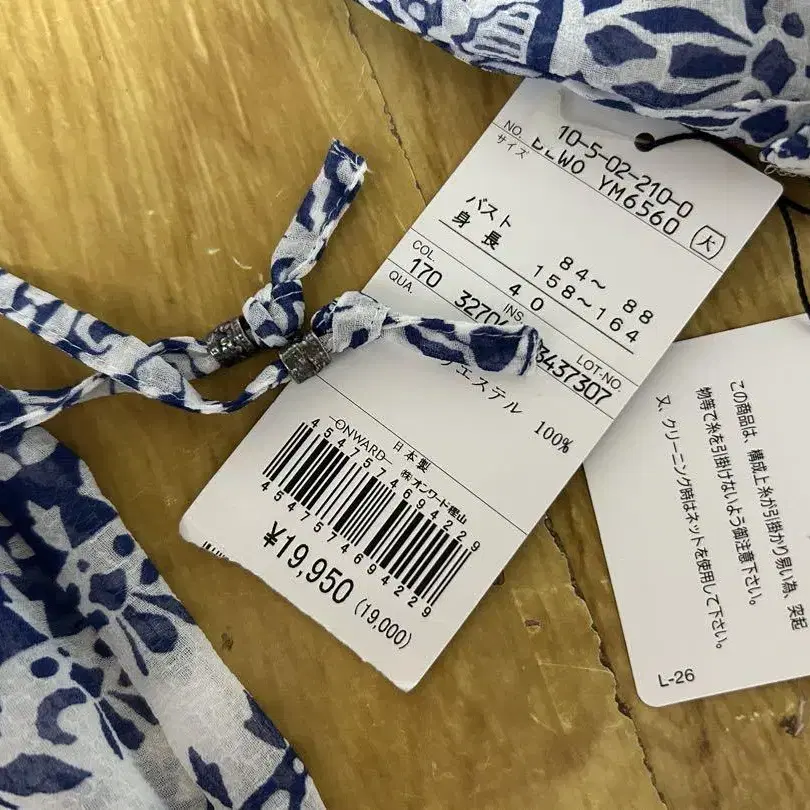 10-5-02-210-0
NO. YM6560 大
サイズ
バスト 84~ 88
身長 158~164
40
COL. INS. LOT-NO.
170 3437307
QUA.
エステル 100%
日本製
ONWARD ㈱オンワード樫山
4547574694229
4547574694229
¥19,950 (19,000)
この商品は、構成上糸が引掛かり易い為、突起
物等で糸を引掛けないよう御注意下さい。
又、クリーニング時はネットを使用して下さい。
L-26